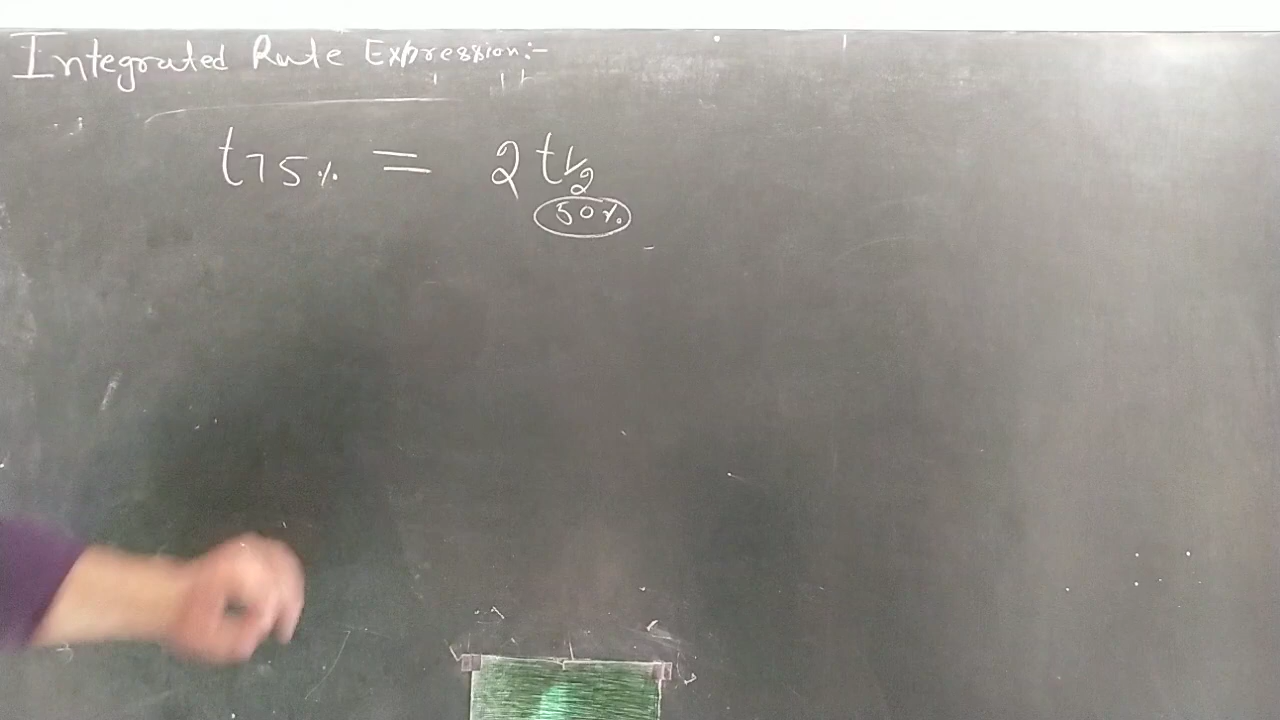 Integrated Rate Expression:-
t75% = 2 t1/2
50%